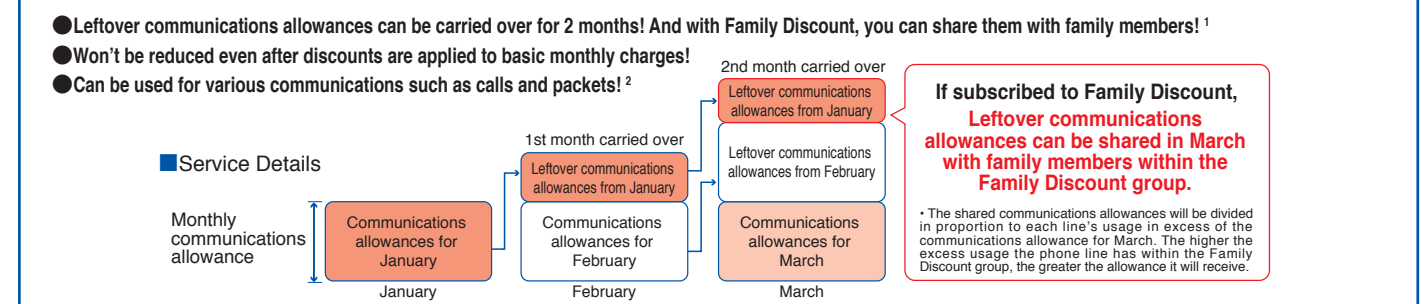 ●Leftover communications allowances can be carried over for 2 months! And with Family Discount, you can share them with family members! 1
●Won't be reduced even after discounts are applied to basic monthly charges!
●Can be used for various communications such as calls and packets! 2
■Service Details
Monthly
communications
allowance
Communications
allowances for
January
January
1st month carried over
Leftover communications
allowances from January
Communications
allowances for
February
February
2nd month carried over
Leftover communications
allowances from January
Leftover communications
allowances from February
Communications
allowances for
March
March
If subscribed to Family Discount,
Leftover communications
allowances can be shared in March
with family members within the
Family Discount group.
• The shared communications allowances will be divided
in proportion to each line's usage in excess of the
communications allowance for March. The higher the
excess usage the phone line has within the Family
Discount group, the greater the allowance it will receive.